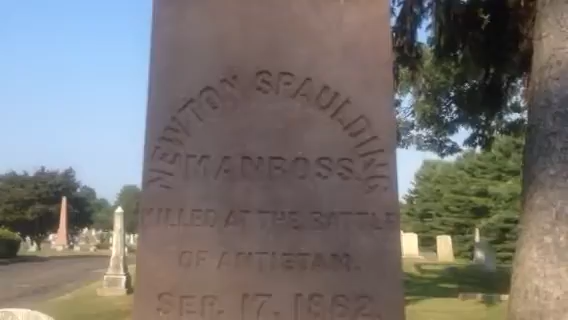 NEWTON SPAULDING
MANROSS
KILLED AT THE BATTLE
OF ANTIETAM.
SEP. 17. 1862.